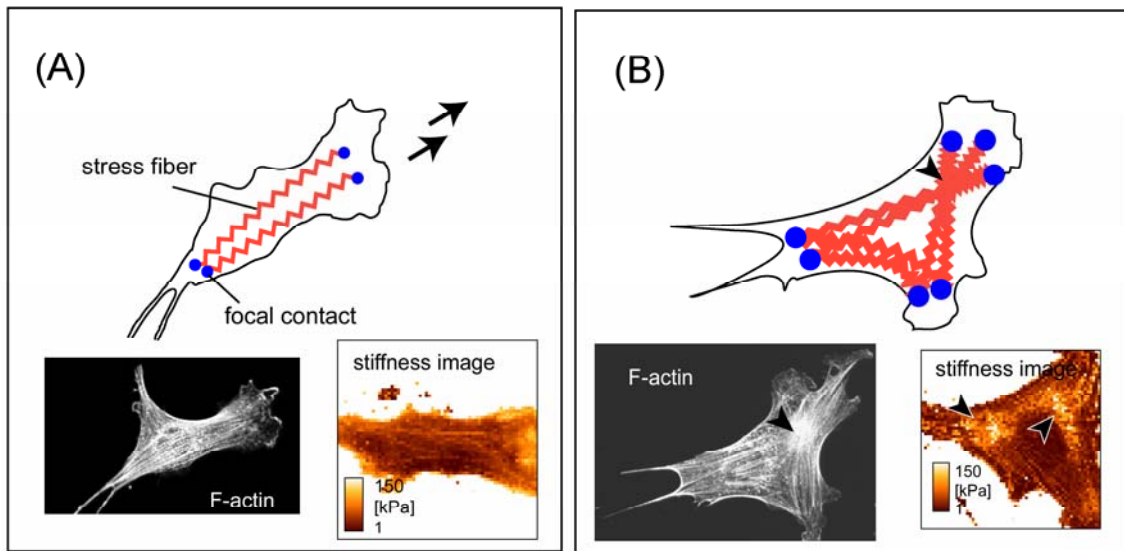 (A)
stress fiber
focal contact
F-actin
stiffness image
150
[kPa]
1
(B)
F-actin
stiffness image
150
[kPa]
1